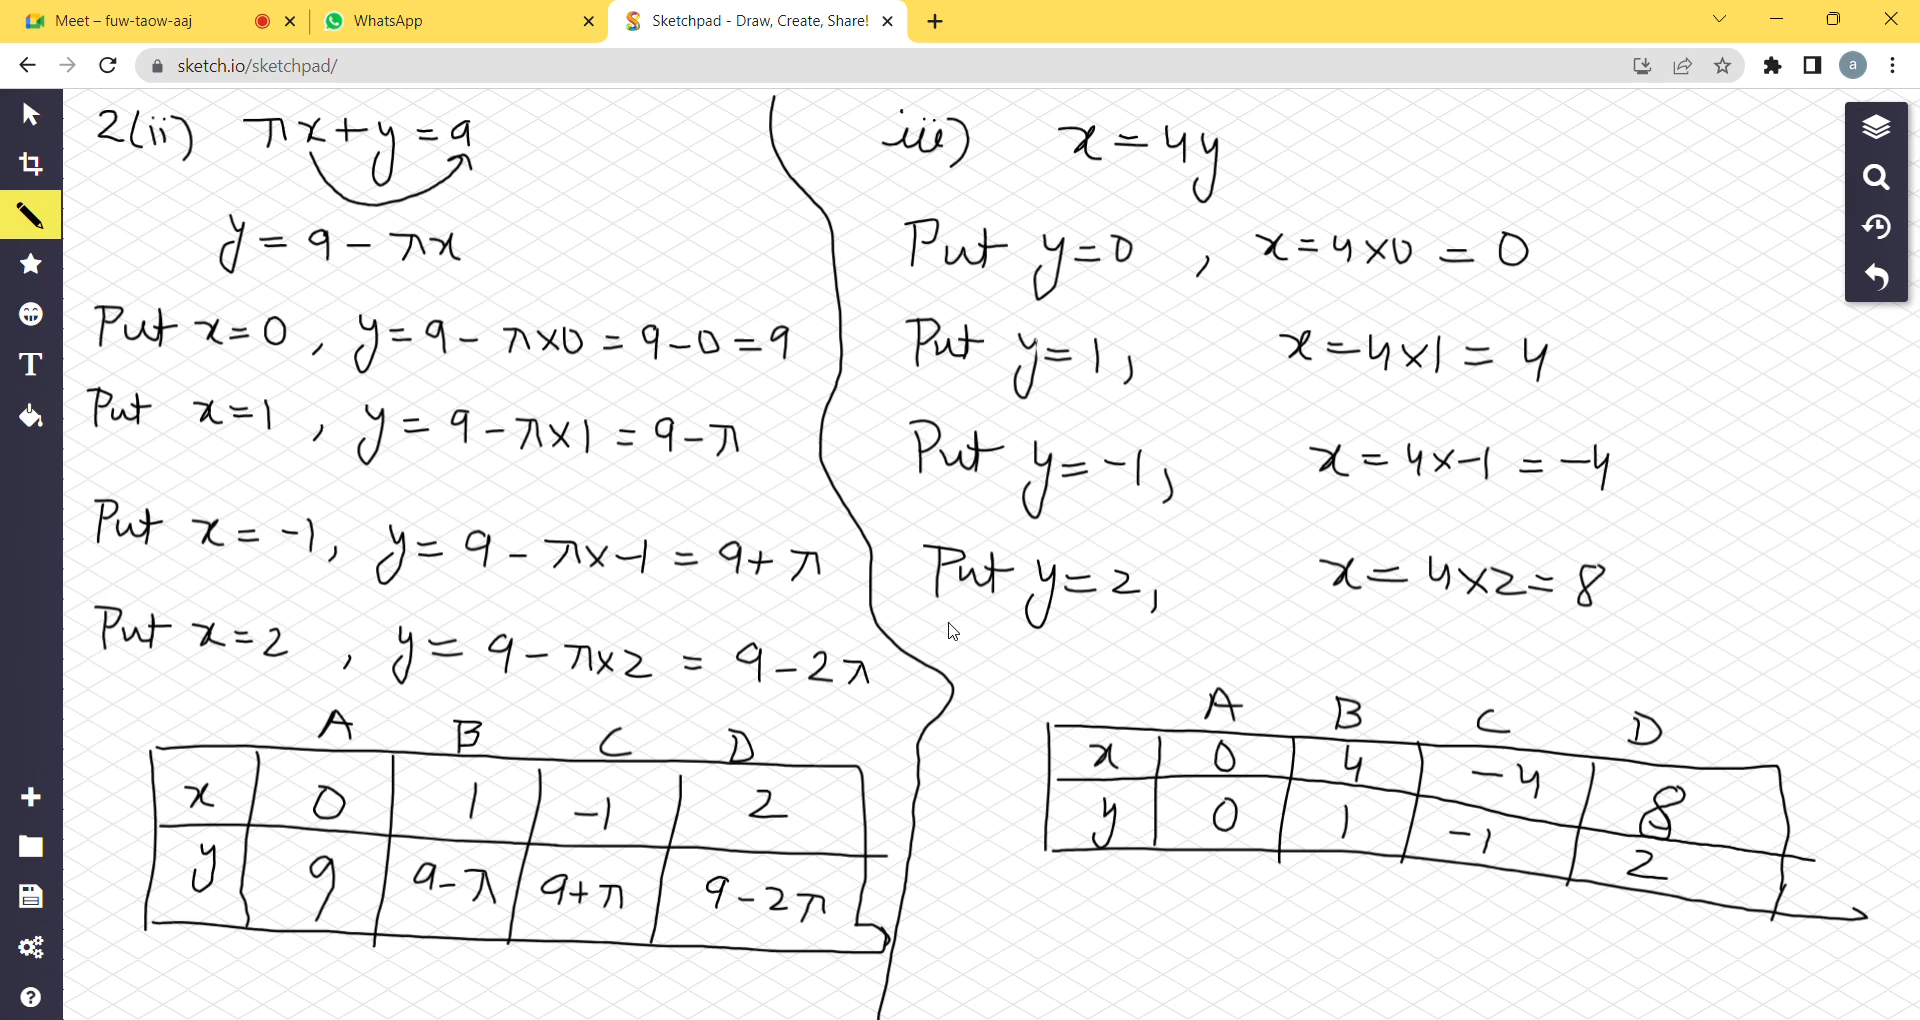 Meet – fuw-taow-aaj
WhatsApp
Sketchpad - Draw, Create, Share!
sketch.io/sketchpad/
a
T
2(ii) πx+y=9
y = 9 - πx
Put x=0, y=9- π×0 = 9-0=9
Put x=1, y= 9-π×1 = 9-π
Put x= -1, y= 9 - π×-1 = 9+π
Put x=2, y= 9-π×2 = 9-2π
A B C D
x 0 1 -1 2
y 9 9-π 9+π 9-2π
iii) x=4y
Put y=0, x=4×0 = 0
Put y=1, x=4×1 = 4
Put y=-1, x= 4×-1 = -4
Put y=2, x= 4×2= 8
A B C D
x 0 4 -4 8
y 0 1 -1 2